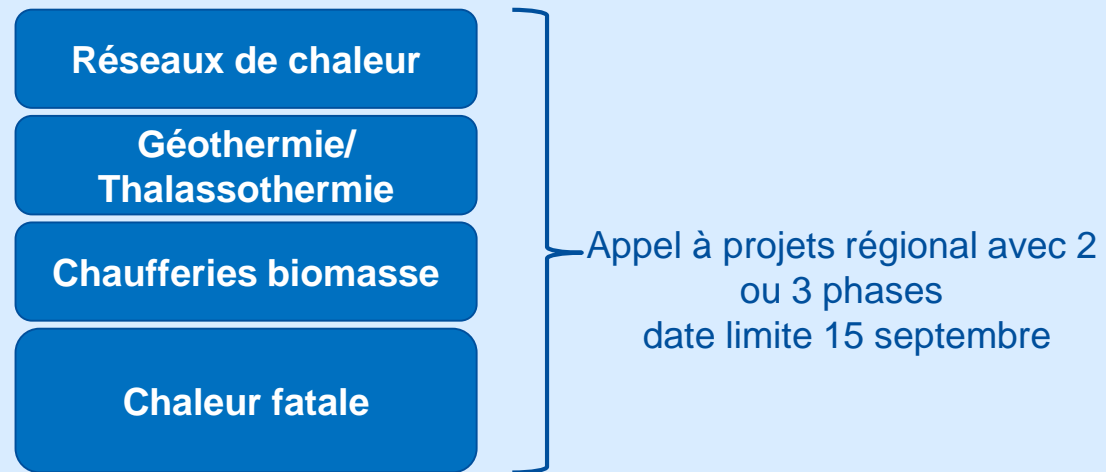 Réseaux de chaleur
Géothermie/
Thalassothermie
Chaufferies biomasse
Chaleur fatale
Appel à projets régional avec 2
ou 3 phases
date limite 15 septembre